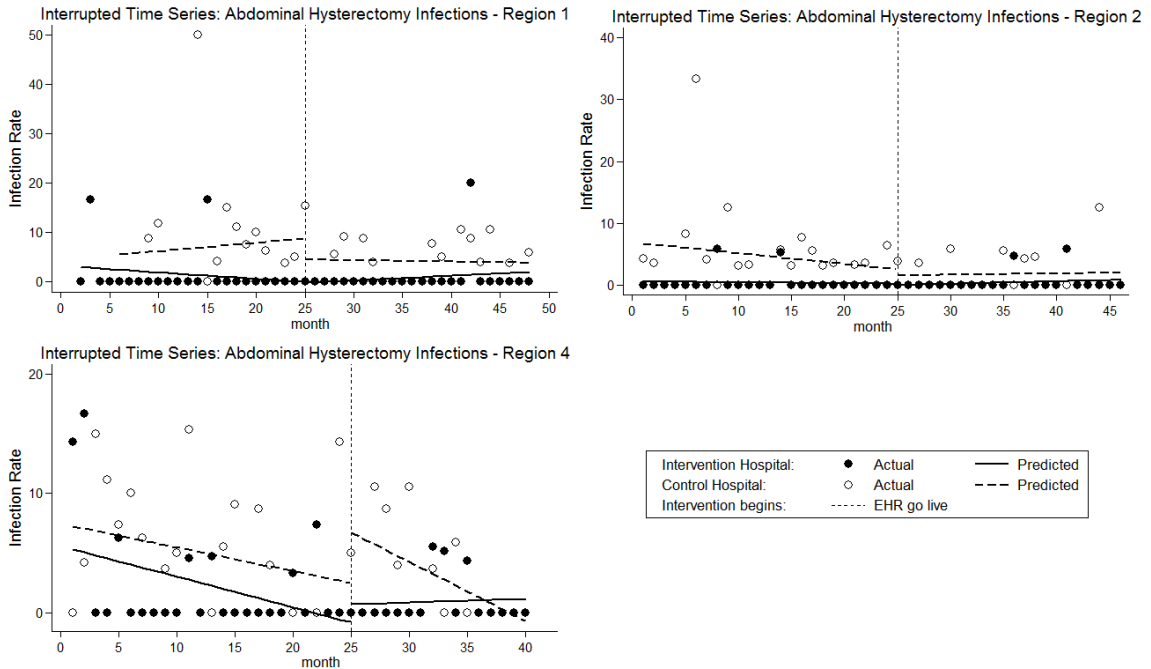 Interrupted Time Series: Abdominal Hysterectomy Infections - Region 1
Infection Rate
50
40
30
20
10
0
0 5 10 15 20 25 30 35 40 45 50
month
Interrupted Time Series: Abdominal Hysterectomy Infections - Region 2
Infection Rate
40
30
20
10
0
0 5 10 15 20 25 30 35 40 45
month
Interrupted Time Series: Abdominal Hysterectomy Infections - Region 4
Infection Rate
20
10
0
0 5 10 15 20 25 30 35 40
month
Intervention Hospital: Actual Predicted
Control Hospital: Actual Predicted
Intervention begins: EHR go live